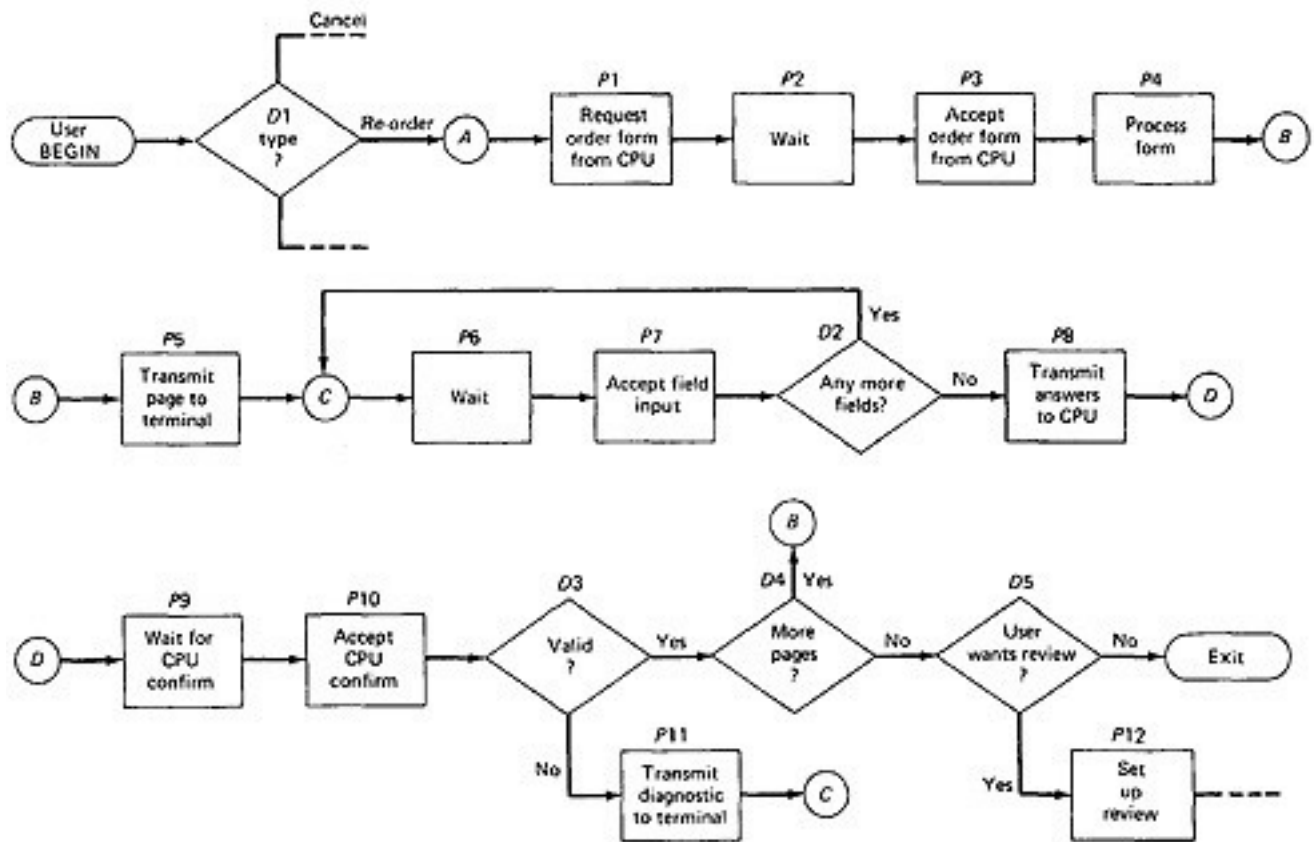 Cancel
P1
P2
P3
P4
User
BEGIN
D1
type
?
Re-order
A
Request
order form
from CPU
Wait
Accept
order form
from CPU
Process
form
B
Yes
P5
P6
P7
D2
P8
B
Transmit
page to
terminal
C
Wait
Accept field
input
Any more
fields?
No
Transmit
answers
to CPU
D
B
P9
P10
D3
D4
Yes
D5
D
Wait for
CPU
confirm
Accept
CPU
confirm
Valid
?
Yes
More
pages
?
No
User
wants review
?
No
Exit
P11
P12
No
Transmit
diagnostic
to terminal
C
Yes
Set
up
review